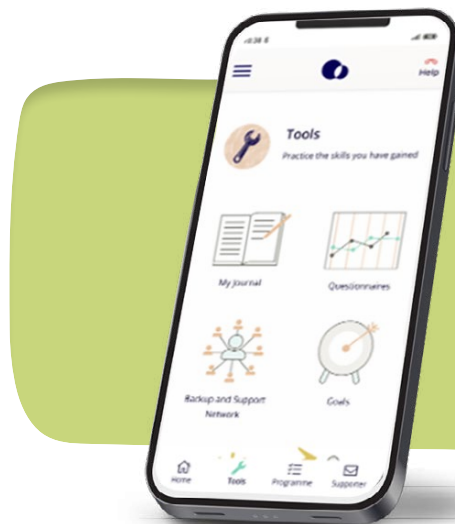 Help
Tools
Practice the skills you have gained
My Journal
Questionnaires
Backup and Support
Network
Goals
Home
Tools
Programme
Supporter